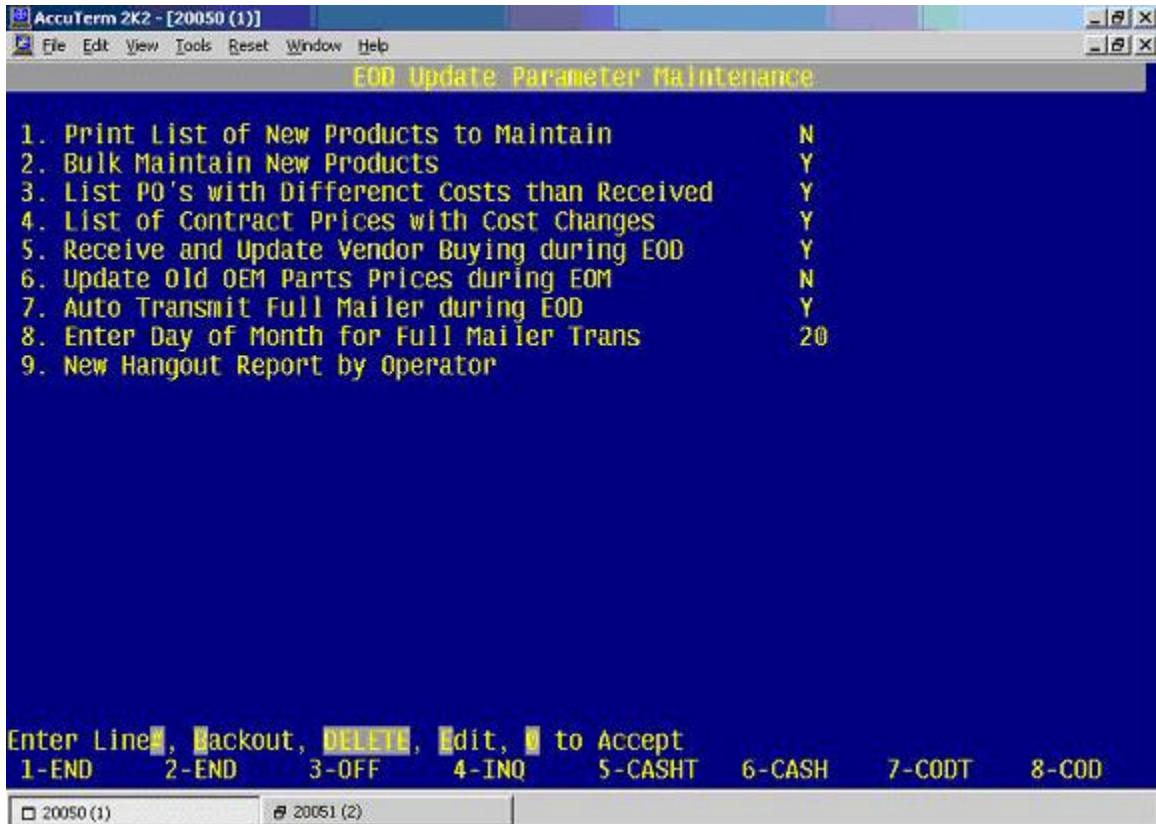 AccuTerm 2K2 - [20050 (1)]
File Edit View Tools Reset Window Help
EOD Update Parameter Maintenance
1. Print List of New Products to Maintain N
2. Bulk Maintain New Products Y
3. List PO's with Differenct Costs than Received Y
4. List of Contract Prices with Cost Changes Y
5. Receive and Update Vendor Buying during EOD Y
6. Update Old OEM Parts Prices during EOM N
7. Auto Transmit Full Mailer during EOD Y
8. Enter Day of Month for Full Mailer Trans 20
9. New Hangout Report by Operator
Enter Line#, Backout, DELETE, Edit, 0 to Accept
1-END 2-END 3-OFF 4-INQ 5-CASHT 6-CASH 7-CODT 8-COD
20050 (1) 20051 (2)